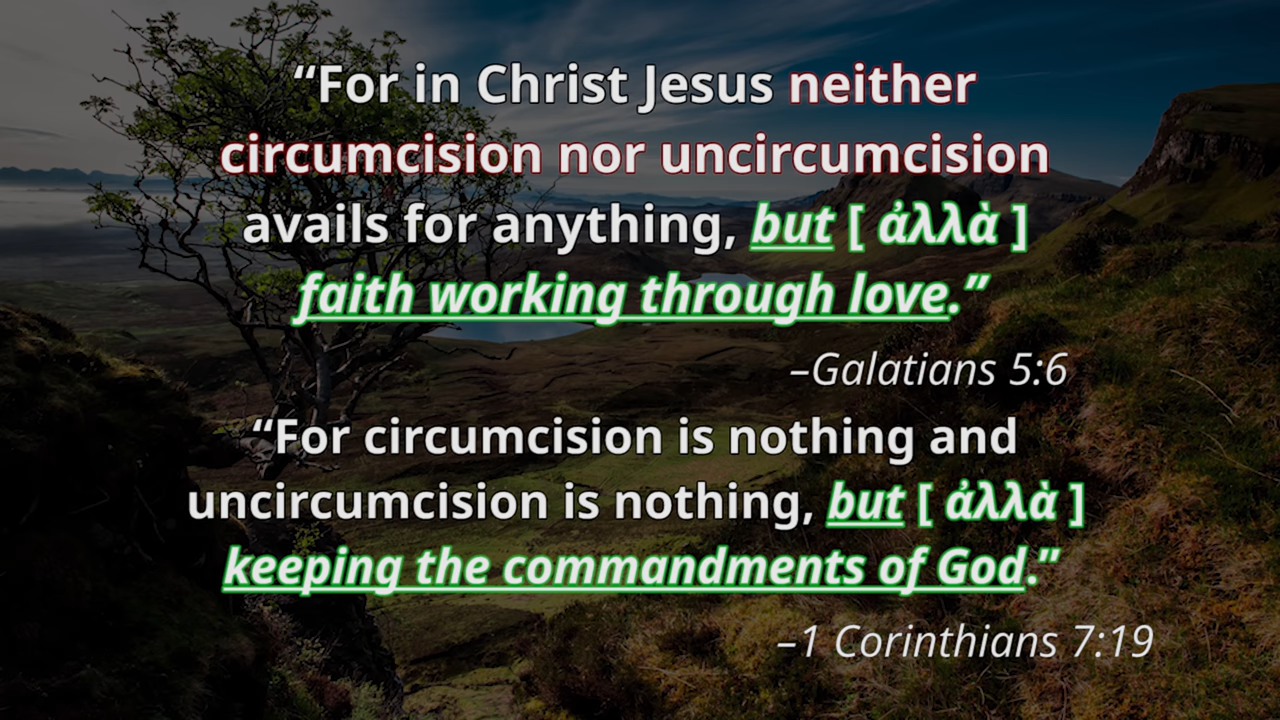 “For in Christ Jesus neither
circumcision nor uncircumcision
avails for anything, but [ ἀλλὰ ]
faith working through love.”
–Galatians 5:6
“For circumcision is nothing and
uncircumcision is nothing, but [ ἀλλὰ ]
keeping the commandments of God.”
–1 Corinthians 7:19